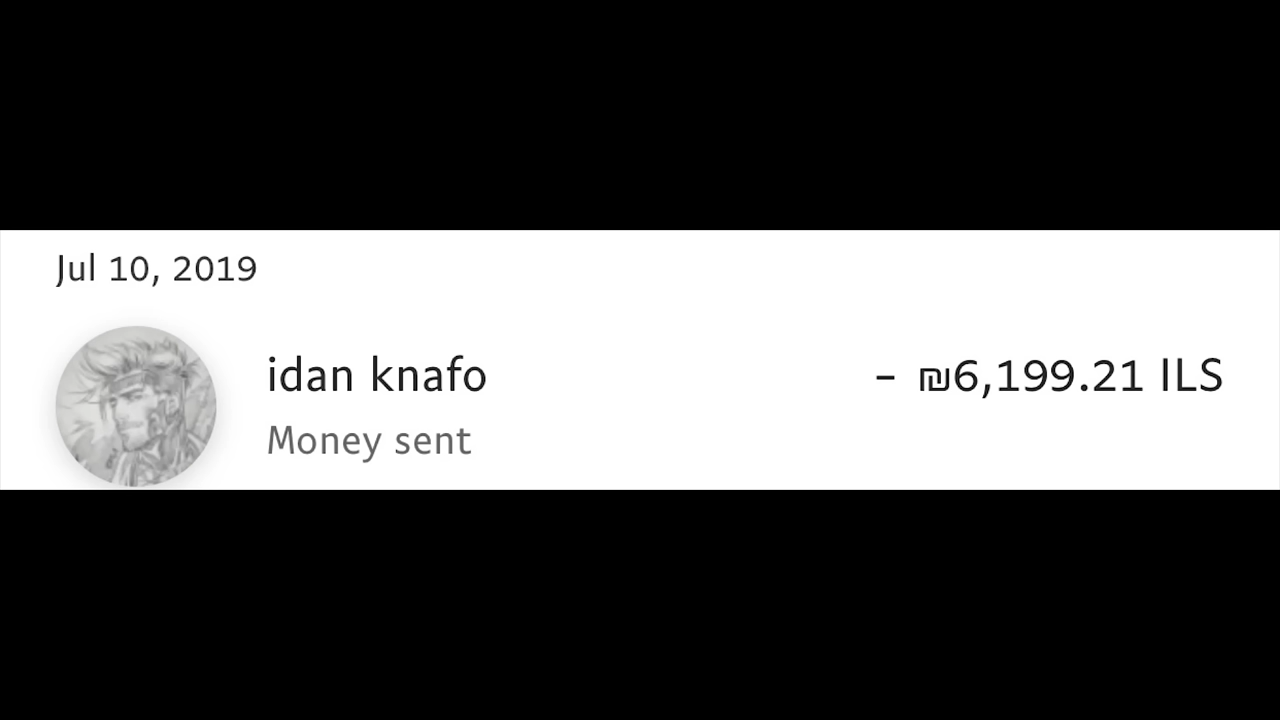 Jul 10, 2019
idan knafo
- ₪6,199.21 ILS
Money sent